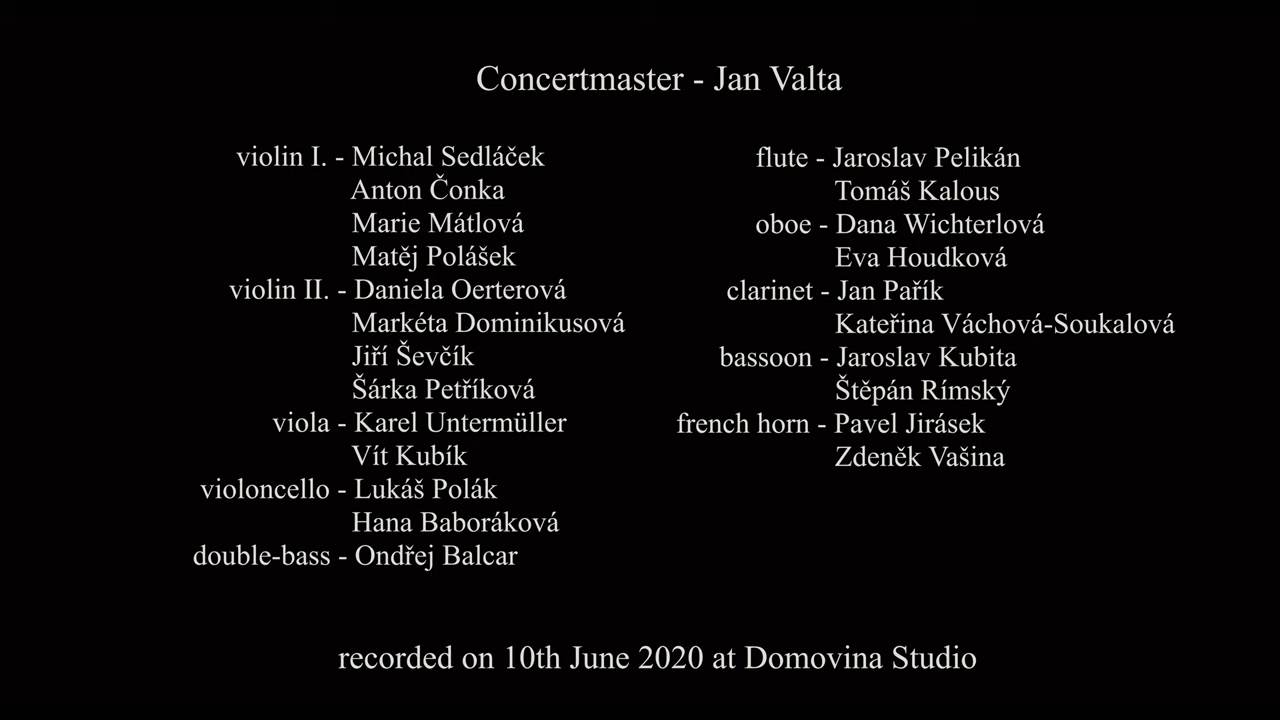 Concertmaster - Jan Valta
violin I. - Michal Sedláček
Anton Čonka
Marie Mátlová
Matěj Polášek
violin II. - Daniela Oerterová
Markéta Dominikusová
Jiří Ševčík
Šárka Petříková
viola - Karel Untermüller
Vít Kubík
violoncello - Lukáš Polák
Hana Baboráková
double-bass - Ondřej Balcar
flute - Jaroslav Pelikán
Tomáš Kalous
oboe - Dana Wichterlová
Eva Houdková
clarinet - Jan Pařík
Kateřina Váchová-Soukalová
bassoon - Jaroslav Kubita
Štěpán Rímský
french horn - Pavel Jirásek
Zdeněk Vašina
recorded on 10th June 2020 at Domovina Studio